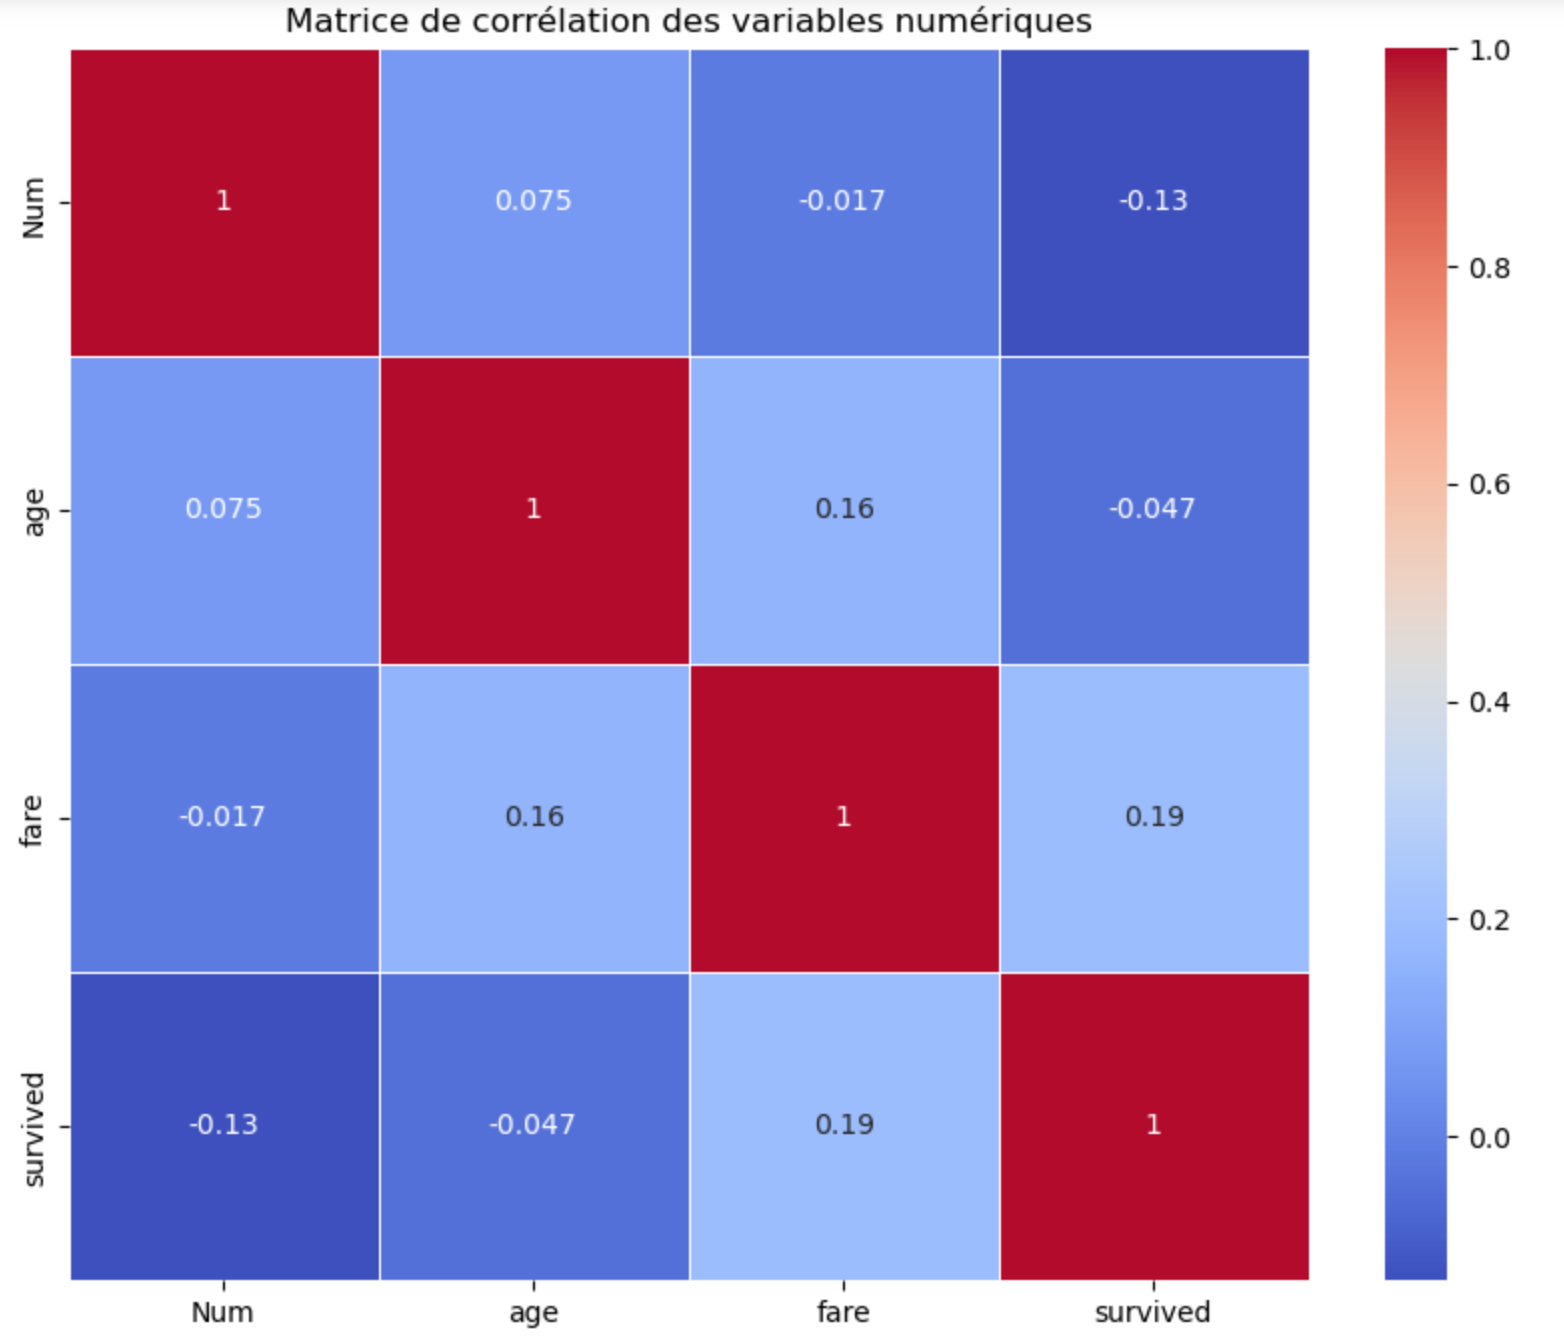 Matrice de corrélation des variables numériques
Num 1 0.075 -0.017 -0.13
age 0.075 1 0.16 -0.047
fare -0.017 0.16 1 0.19
survived -0.13 -0.047 0.19 1
Num age fare survived
1.0
0.8
0.6
0.4
0.2
0.0